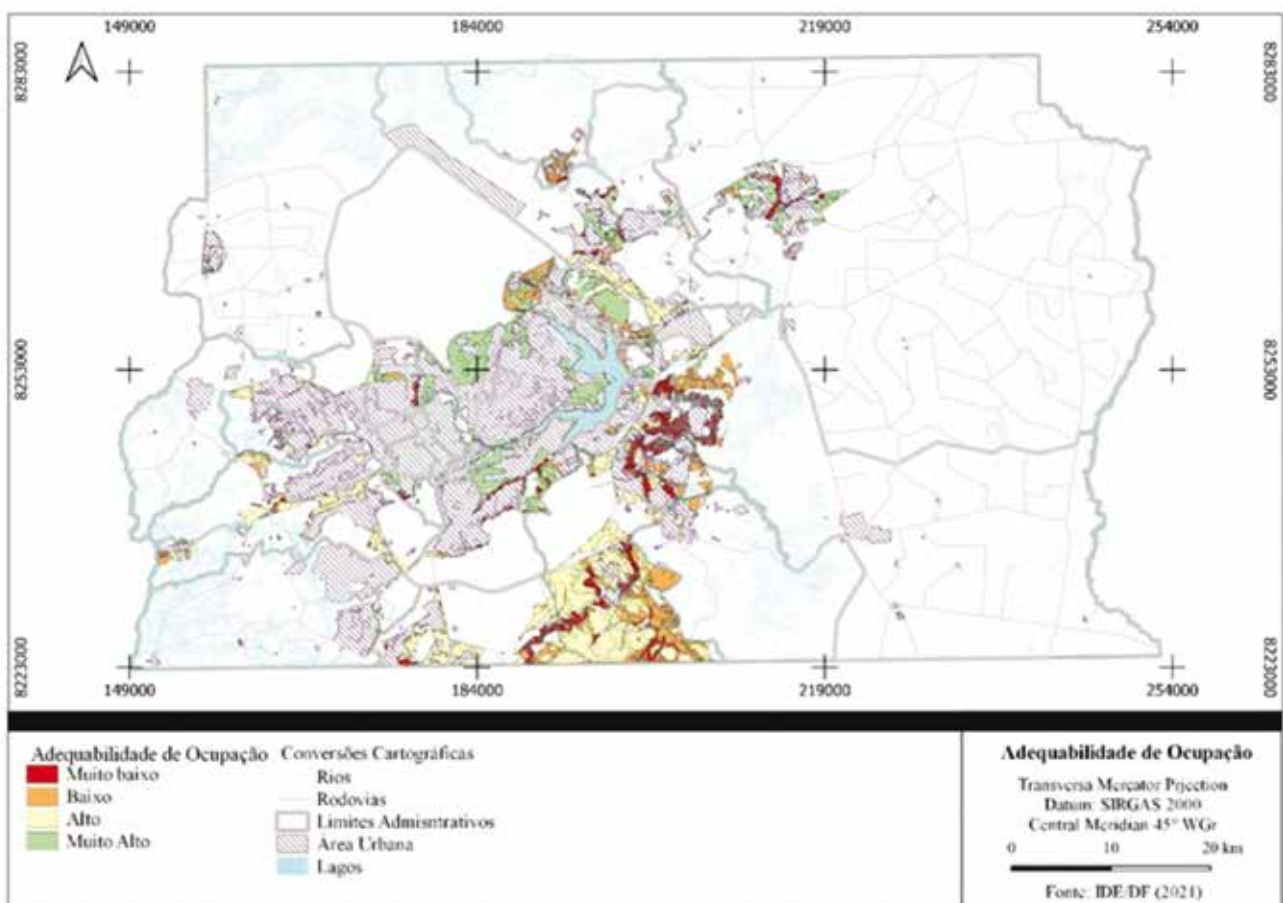 149000 184000 219000 254000
8283000 8283000
8253000 8253000
8223000 8223000
149000 184000 219000 254000
Adequabilidade de Ocupação
Muito baixo
Baixo
Alto
Muito Alto
Conversões Cartográficas
Rios
Rodovias
Limites Admisntrativos
Área Urbana
Lagos
Adequabilidade de Ocupação
Transversa Mercator Prjection
Datum: SIRGAS 2000
Central Meridian 45° WGr
0 10 20 km
Fonte: IDE/DF (2021)